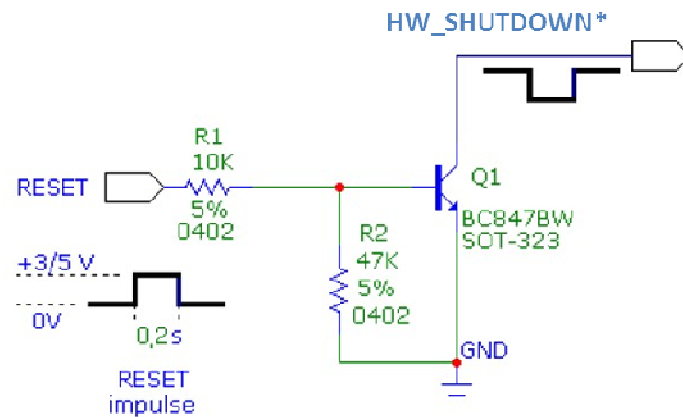 HW_SHUTDOWN*
R1
10K
RESET
5%
0402
Q1
BC847BW
SOT-323
R2
47K
5%
0402
+3/5 V
0V
0,2s
GND
RESET
impulse